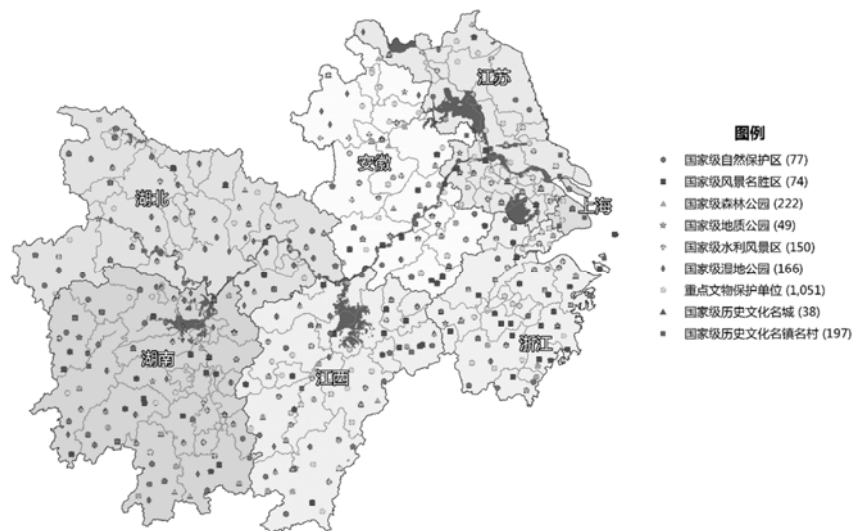 江苏
安徽
湖北
上海
湖南
江西
浙江
图例
国家级自然保护区 (77)
国家级风景名胜区 (74)
国家级森林公园 (222)
国家级地质公园 (49)
国家级水利风景区 (150)
国家级湿地公园 (166)
重点文物保护单位 (1,051)
国家级历史文化名城 (38)
国家级历史文化名镇名村 (197)